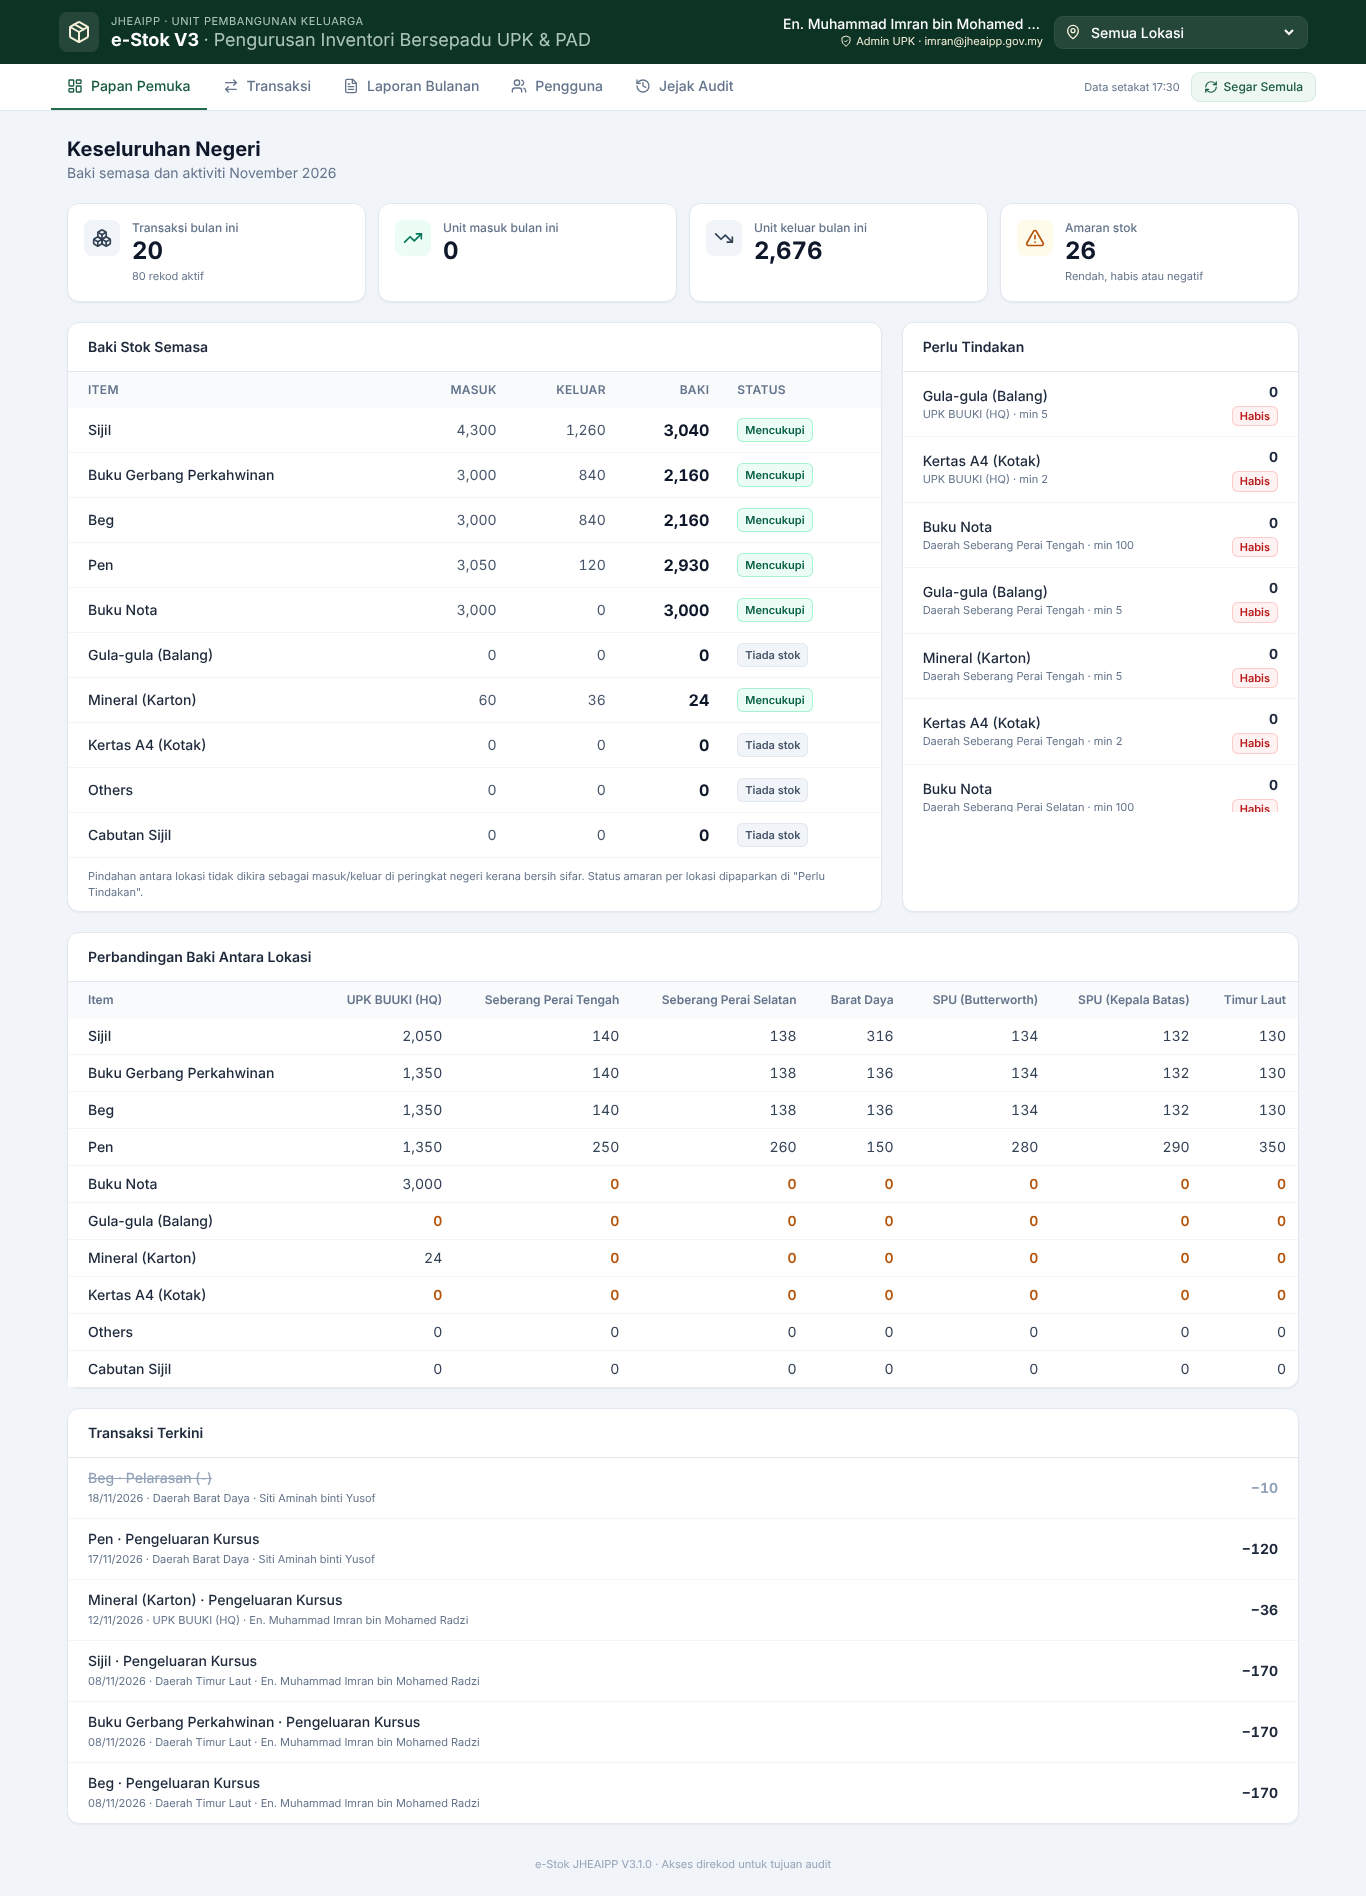 JHEAIPP · UNIT PEMBANGUNAN KELUARGA
e-Stok V3 · Pengurusan Inventori Bersepadu UPK & PAD
En. Muhammad Imran bin Mohamed ...
Admin UPK · imran@jheaipp.gov.my
Semua Lokasi
Papan Pemuka
Transaksi
Laporan Bulanan
Pengguna
Jejak Audit
Data setakat 17:30
Segar Semula
Keseluruhan Negeri
Baki semasa dan aktiviti November 2026
Transaksi bulan ini
20
80 rekod aktif
Unit masuk bulan ini
0
Unit keluar bulan ini
2,676
Amaran stok
26
Rendah, habis atau negatif
Baki Stok Semasa
ITEM MASUK KELUAR BAKI STATUS
Sijil 4,300 1,260 3,040 Mencukupi
Buku Gerbang Perkahwinan 3,000 840 2,160 Mencukupi
Beg 3,000 840 2,160 Mencukupi
Pen 3,050 120 2,930 Mencukupi
Buku Nota 3,000 0 3,000 Mencukupi
Gula-gula (Balang) 0 0 0 Tiada stok
Mineral (Karton) 60 36 24 Mencukupi
Kertas A4 (Kotak) 0 0 0 Tiada stok
Others 0 0 0 Tiada stok
Cabutan Sijil 0 0 0 Tiada stok
Pindahan antara lokasi tidak dikira sebagai masuk/keluar di peringkat negeri kerana bersih sifar. Status amaran per lokasi dipaparkan di "Perlu
Tindakan".
Perlu Tindakan
Gula-gula (Balang) 0
UPK BUUKI (HQ) · min 5 Habis
Kertas A4 (Kotak) 0
UPK BUUKI (HQ) · min 2 Habis
Buku Nota 0
Daerah Seberang Perai Tengah · min 100 Habis
Gula-gula (Balang) 0
Daerah Seberang Perai Tengah · min 5 Habis
Mineral (Karton) 0
Daerah Seberang Perai Tengah · min 5 Habis
Kertas A4 (Kotak) 0
Daerah Seberang Perai Tengah · min 2 Habis
Buku Nota 0
Daerah Seberang Perai Selatan · min 100 Habis
Perbandingan Baki Antara Lokasi
Item UPK BUUKI (HQ) Seberang Perai Tengah Seberang Perai Selatan Barat Daya SPU (Butterworth) SPU (Kepala Batas) Timur Laut
Sijil 2,050 140 138 316 134 132 130
Buku Gerbang Perkahwinan 1,350 140 138 136 134 132 130
Beg 1,350 140 138 136 134 132 130
Pen 1,350 250 260 150 280 290 350
Buku Nota 3,000 0 0 0 0 0 0
Gula-gula (Balang) 0 0 0 0 0 0 0
Mineral (Karton) 24 0 0 0 0 0 0
Kertas A4 (Kotak) 0 0 0 0 0 0 0
Others 0 0 0 0 0 0 0
Cabutan Sijil 0 0 0 0 0 0 0
Transaksi Terkini
Beg · Pelarasan (-) −10
18/11/2026 · Daerah Barat Daya · Siti Aminah binti Yusof
Pen · Pengeluaran Kursus −120
17/11/2026 · Daerah Barat Daya · Siti Aminah binti Yusof
Mineral (Karton) · Pengeluaran Kursus −36
12/11/2026 · UPK BUUKI (HQ) · En. Muhammad Imran bin Mohamed Radzi
Sijil · Pengeluaran Kursus −170
08/11/2026 · Daerah Timur Laut · En. Muhammad Imran bin Mohamed Radzi
Buku Gerbang Perkahwinan · Pengeluaran Kursus −170
08/11/2026 · Daerah Timur Laut · En. Muhammad Imran bin Mohamed Radzi
Beg · Pengeluaran Kursus −170
08/11/2026 · Daerah Timur Laut · En. Muhammad Imran bin Mohamed Radzi
e-Stok JHEAIPP V3.1.0 · Akses direkod untuk tujuan audit